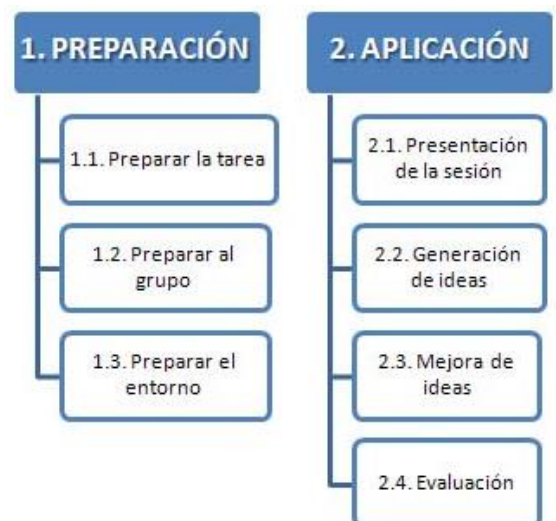 1. PREPARACIÓN
1.1. Preparar la tarea
1.2. Preparar al
grupo
1.3. Preparar el
entorno
2. APLICACIÓN
2.1. Presentación
de la sesión
2.2. Generación
de ideas
2.3. Mejora de
ideas
2.4. Evaluación